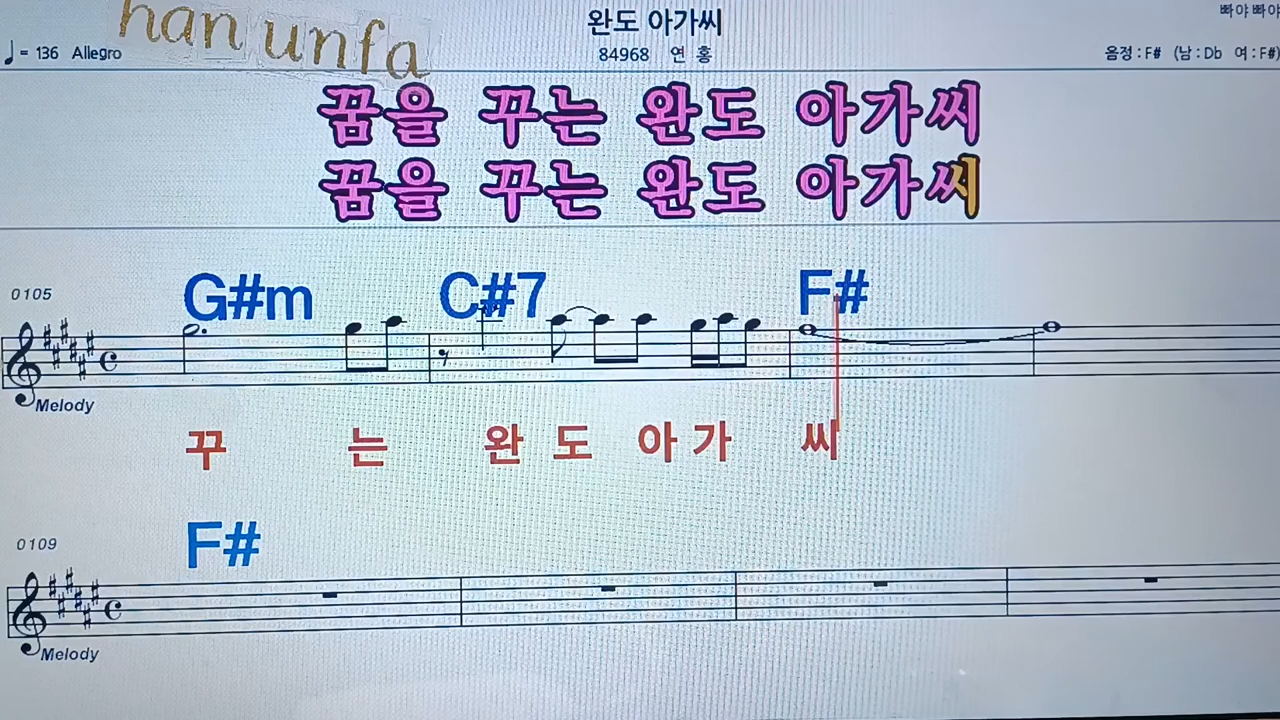 han unfa
완도 아가씨
빠야빠야
♩= 136 Allegro
84968 연 홍
음정 : F# (남 : Db 여 : F#)
꿈을 꾸는 완도 아가씨
꿈을 꾸는 완도 아가씨
G#m C#7 F#
0105
Melody
꾸 는 완 도 아 가 씨
F#
0109
Melody